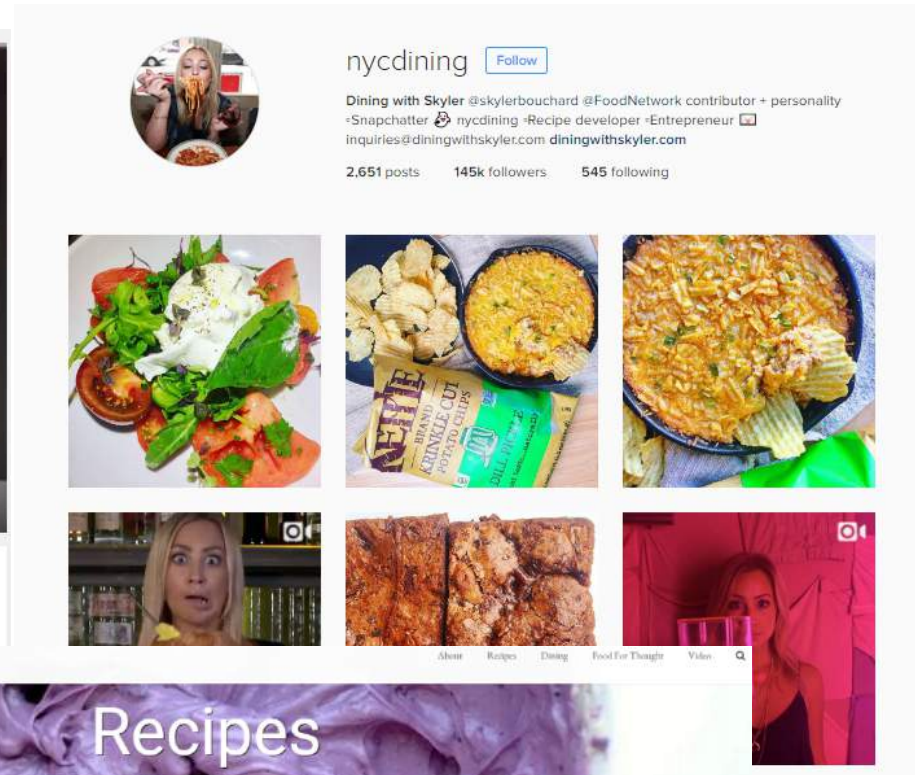 nycdining Follow
Dining with Skyler @skylerbouchard @FoodNetwork contributor + personality
◦Snapchatter nycdining ◦Recipe developer ◦Entrepreneur
inquiries@diningwithskyler.com diningwithskyler.com
2,651 posts 145k followers 545 following
BRAND
KRINKLE CUT
POTATO CHIPS
DILL PICKLE
About Recipes Dining Food For Thought Video
Recipes